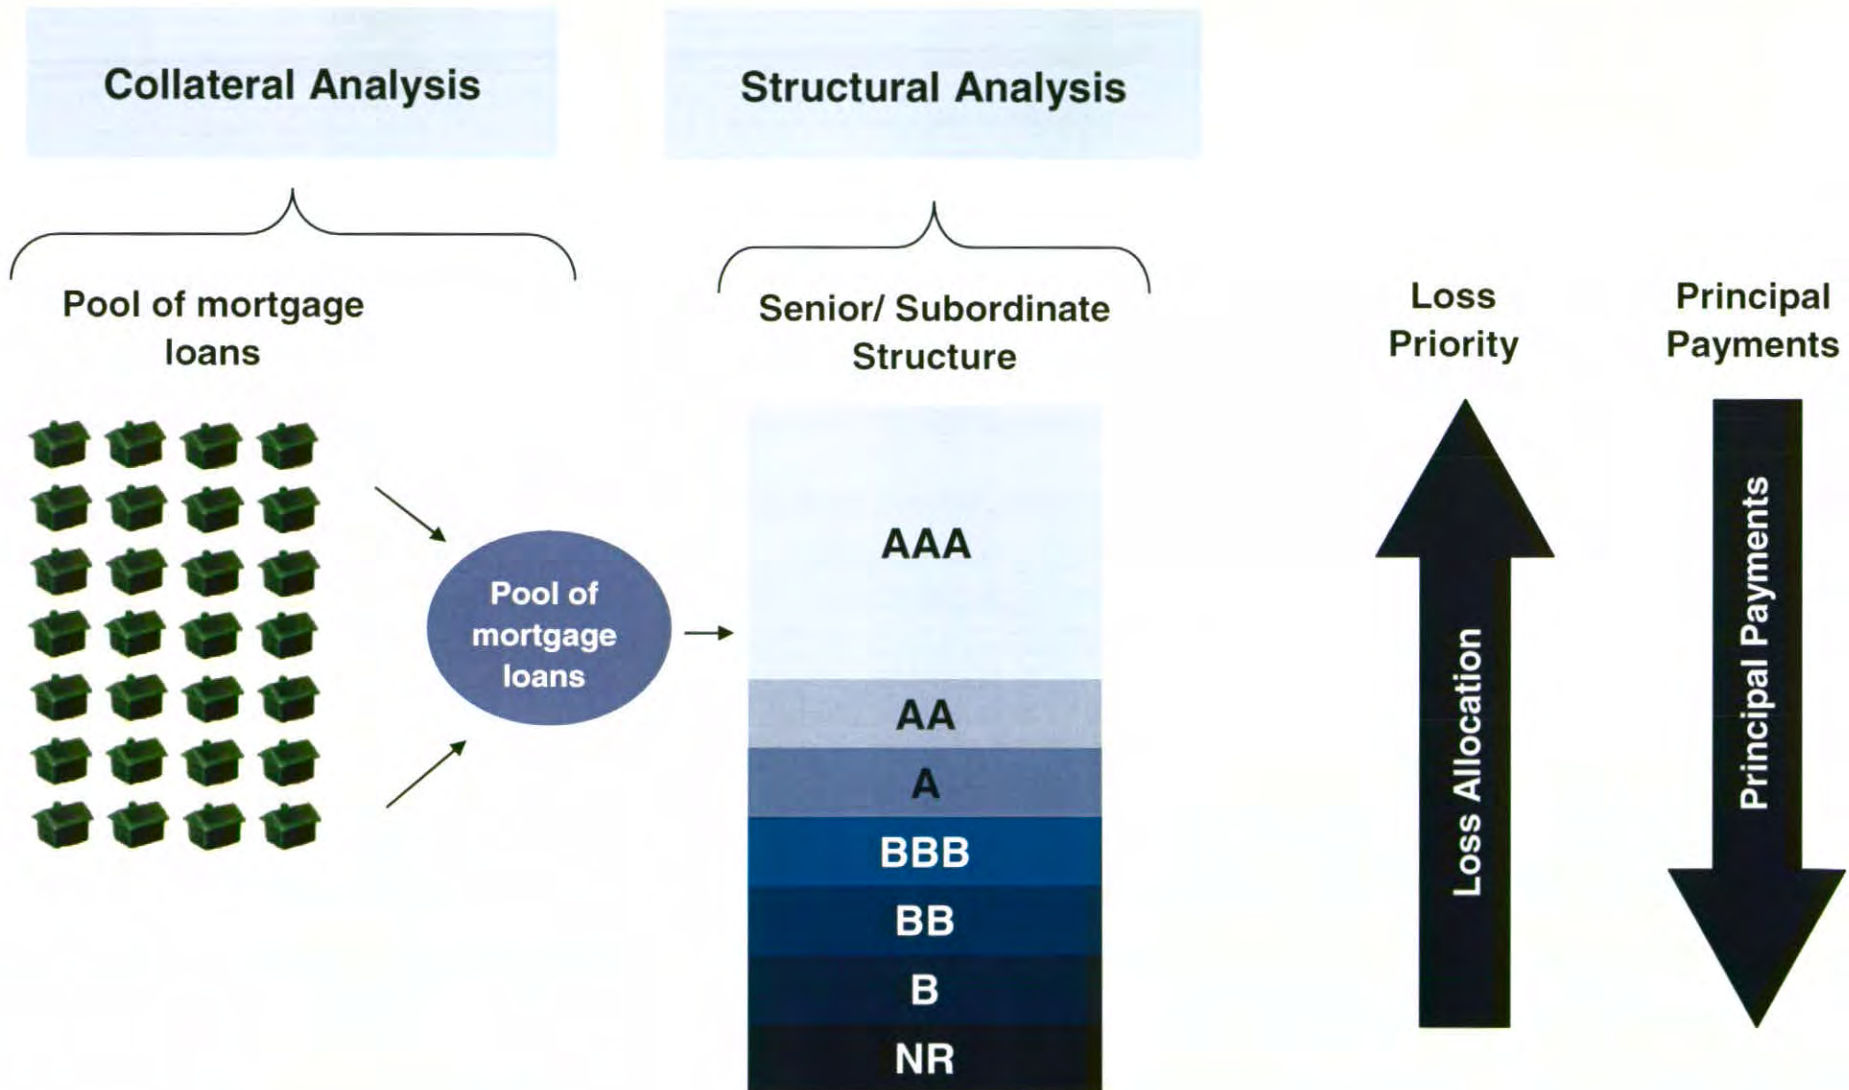 Collateral Analysis
Structural Analysis
Pool of mortgage
loans
Senior/ Subordinate
Structure
Loss
Priority
Principal
Payments
Pool of
mortgage
loans
AAA
AA
A
BBB
BB
B
NR
Loss Allocation
Principal Payments